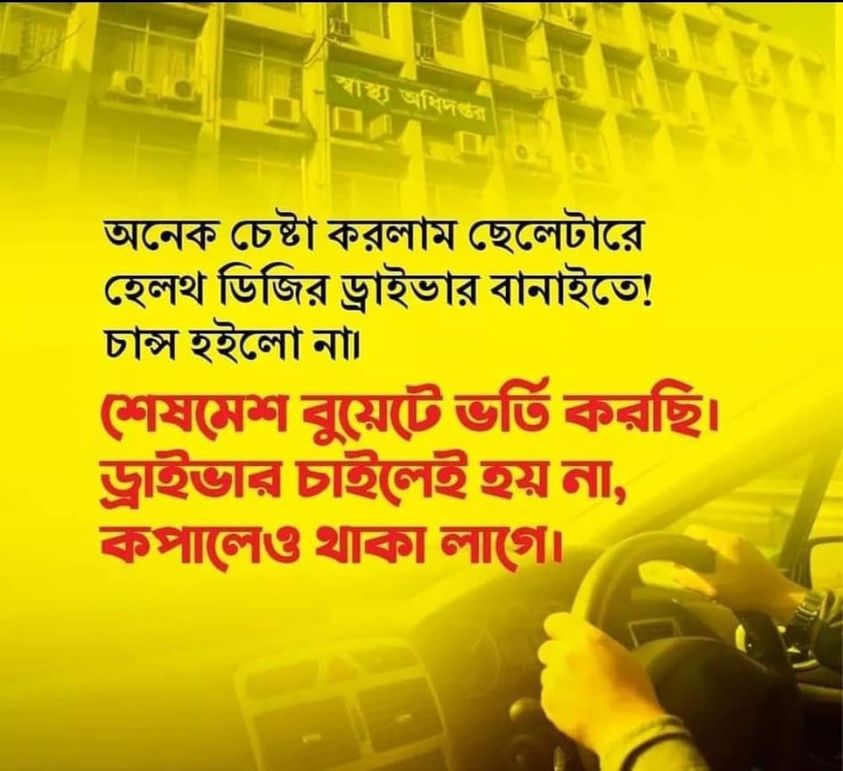 স্বাস্থ্য অধিদপ্তর
অনেক চেষ্টা করলাম ছেলেটারে
হেলথ ডিজির ড্রাইভার বানাইতে!
চান্স হইলো না।
শেষমেশ বুয়েটে ভর্তি করছি।
ড্রাইভার চাইলেই হয় না,
কপালেও থাকা লাগে।